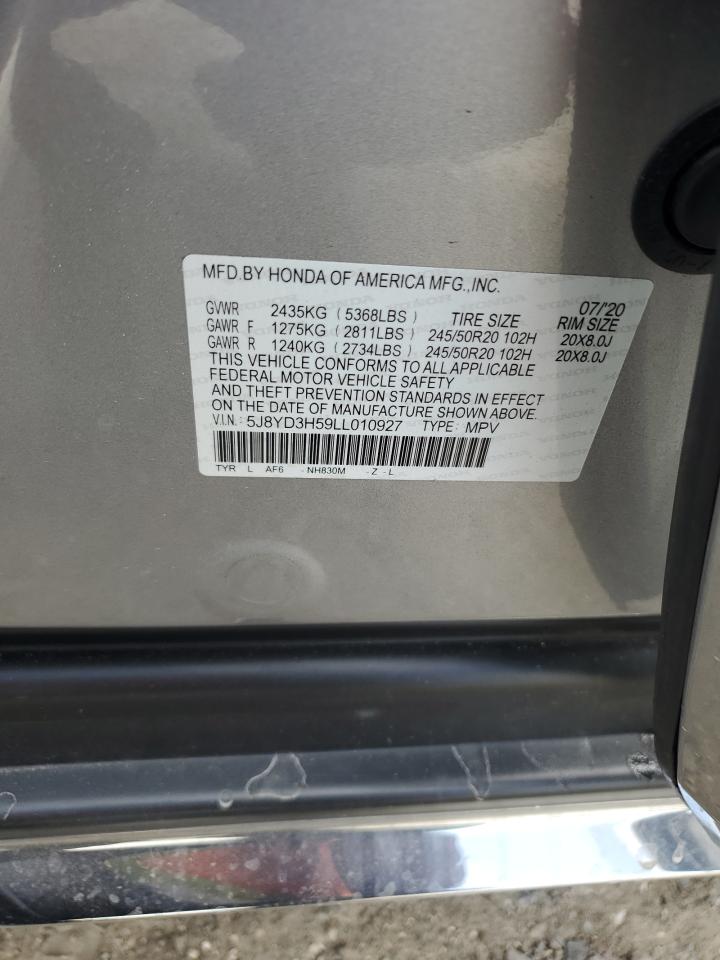 MFD.BY HONDA OF AMERICA MFG.,INC.
07/'20
GVWR 2435KG ( 5368LBS ) TIRE SIZE RIM SIZE
GAWR F 1275KG ( 2811LBS ) 245/50R20 102H 20X8.0J
GAWR R 1240KG ( 2734LBS ) 245/50R20 102H 20X8.0J
THIS VEHICLE CONFORMS TO ALL APPLICABLE
FEDERAL MOTOR VEHICLE SAFETY
AND THEFT PREVENTION STANDARDS IN EFFECT
ON THE DATE OF MANUFACTURE SHOWN ABOVE.
V.I.N.: 5J8YD3H59LL010927 TYPE: MPV
TYR L AF6 -NH830M -Z -L